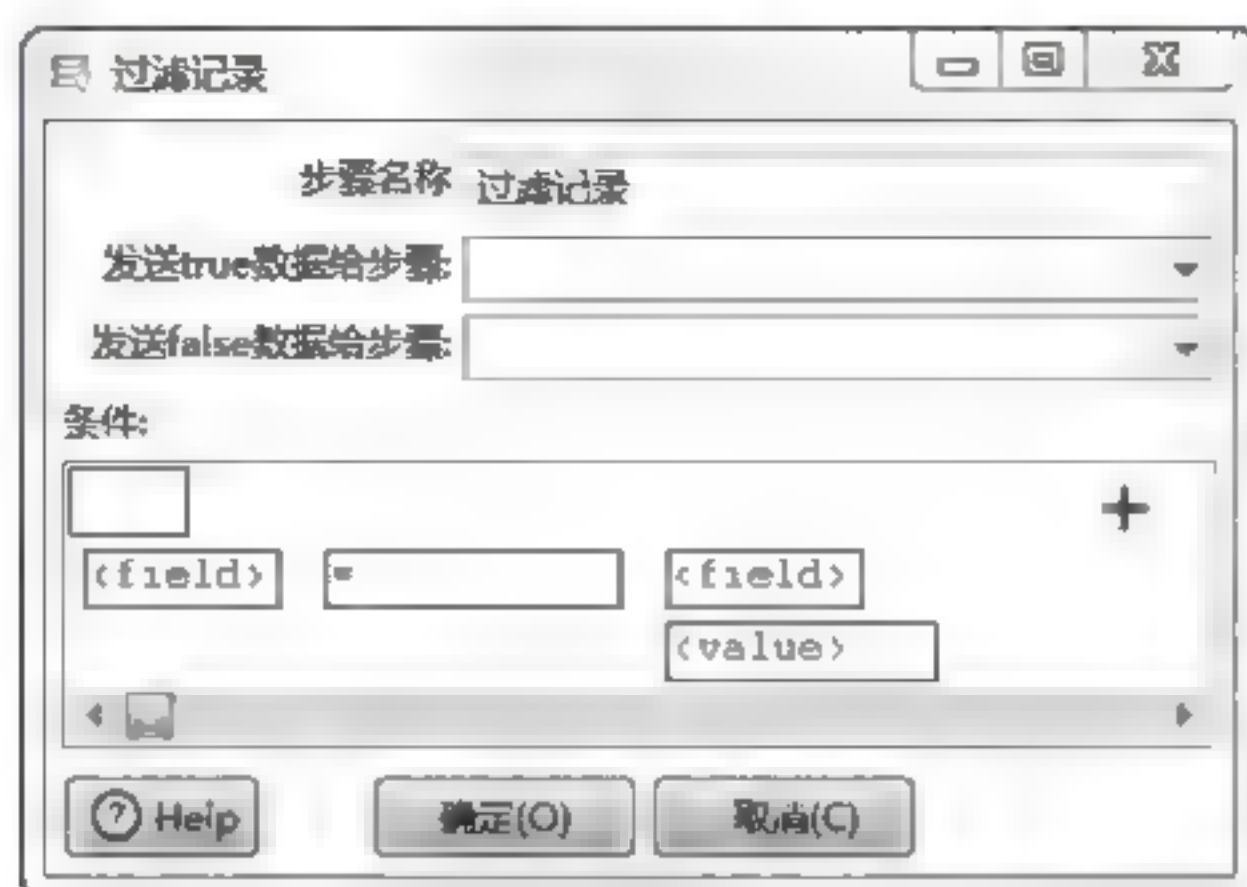 过滤记录
步骤名称 过滤记录
发送true数据给步骤:
发送false数据给步骤:
条件:
<field> = <field>
<value>
Help 确定(O) 取消(C)